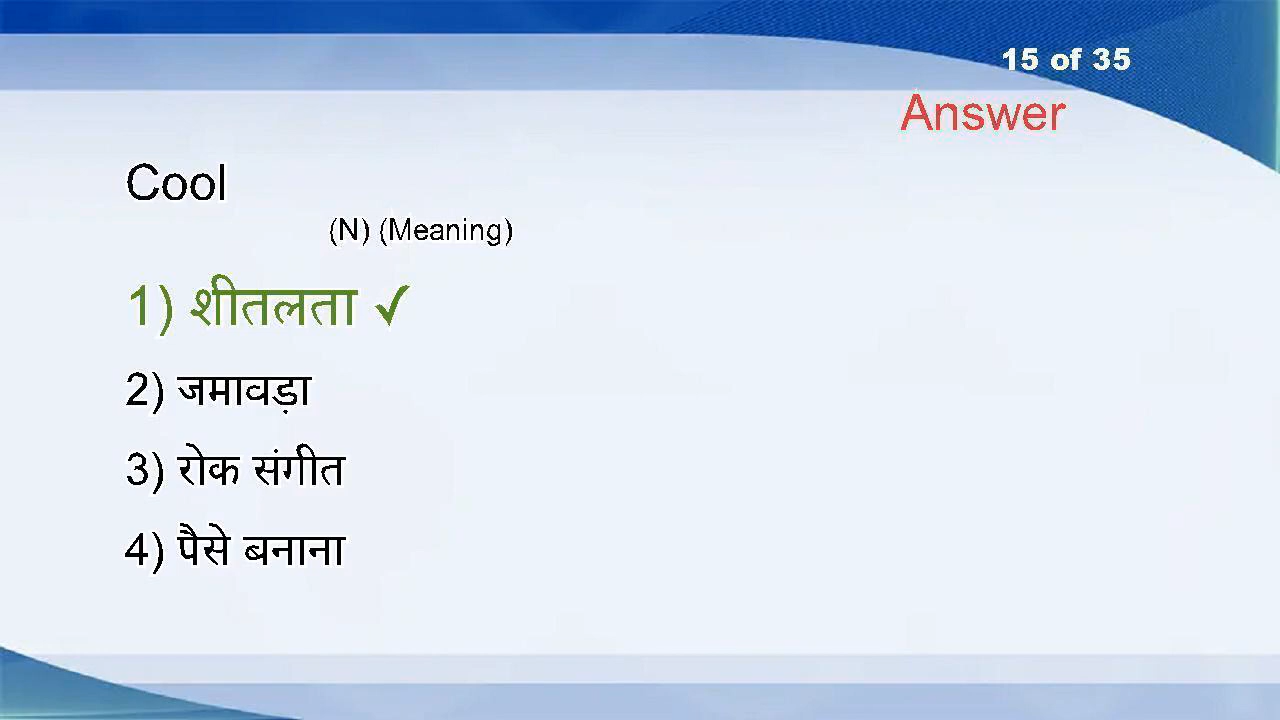 15 of 35
Answer
Cool
(N) (Meaning)
1) शीतलता ✓
2) जमावड़ा
3) रोक संगीत
4) पैसे बनाना